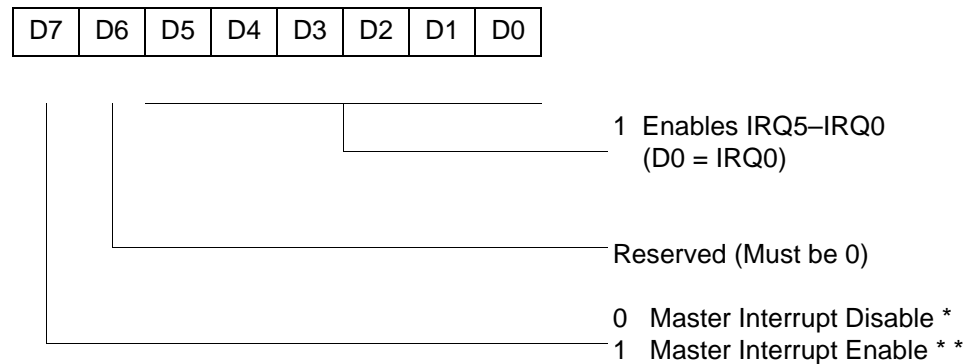 D7 D6 D5 D4 D3 D2 D1 D0
1 Enables IRQ5–IRQ0
(D0 = IRQ0)
Reserved (Must be 0)
0 Master Interrupt Disable *
1 Master Interrupt Enable * *